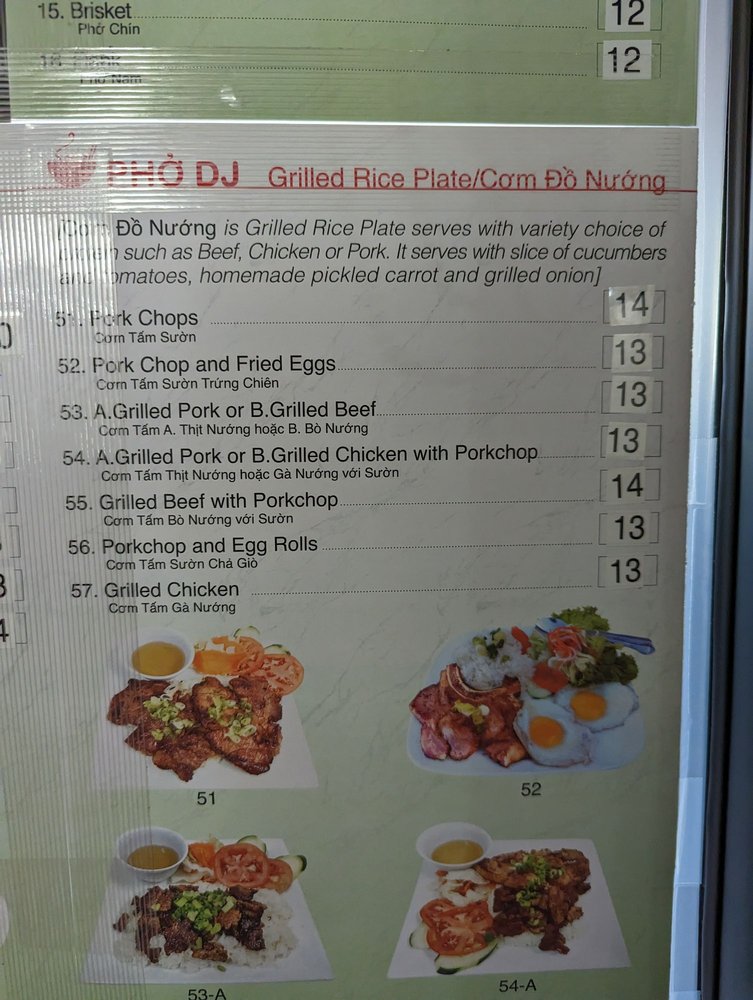 15. Brisket 12
Phở Chín
12
Phở Nam
PHỞ DJ Grilled Rice Plate/Cơm Đồ Nướng
[Cơm Đồ Nướng is Grilled Rice Plate serves with variety choice of
such as Beef, Chicken or Pork. It serves with slice of cucumbers
and tomatoes, homemade pickled carrot and grilled onion]
51. Pork Chops 14
Cơm Tấm Sườn
52. Pork Chop and Fried Eggs 13
Cơm Tấm Sườn Trứng Chiên
53. A.Grilled Pork or B.Grilled Beef 13
Cơm Tấm A. Thịt Nướng hoặc B. Bò Nướng
54. A.Grilled Pork or B.Grilled Chicken with Porkchop 13
Cơm Tấm Thịt Nướng hoặc Gà Nướng với Sườn
55. Grilled Beef with Porkchop 14
Cơm Tấm Bò Nướng với Sườn
56. Porkchop and Egg Rolls 13
Cơm Tấm Sườn Chả Giò
57. Grilled Chicken 13
Cơm Tấm Gà Nướng
51
52
53-A
54-A